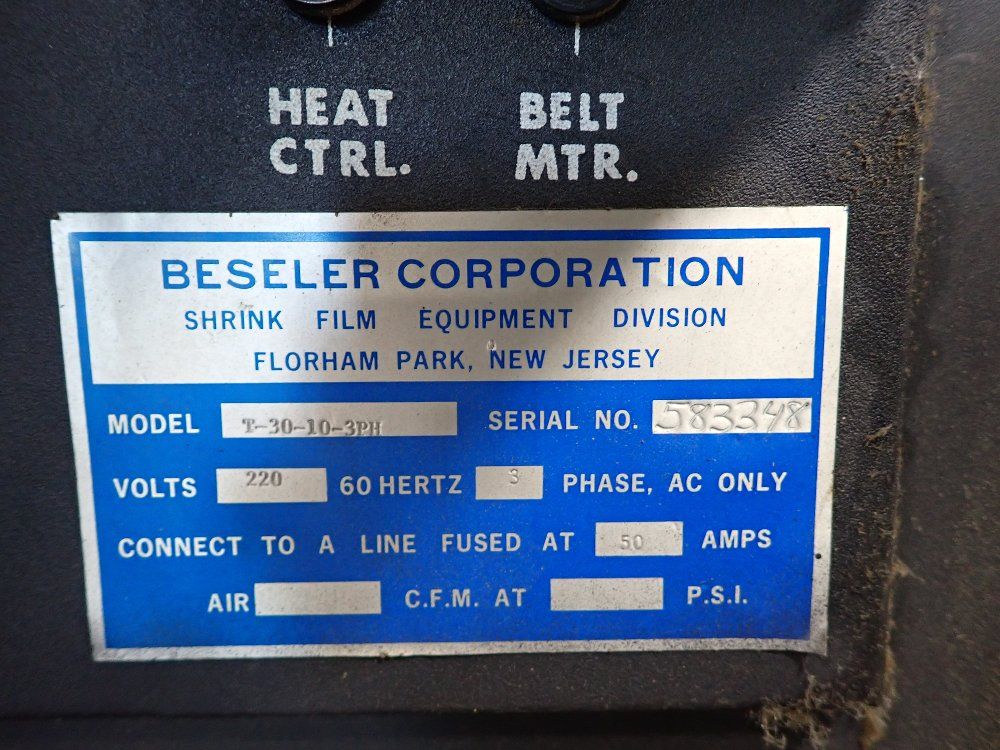 HEAT
CTRL.
BELT
MTR.
BESELER CORPORATION
SHRINK FILM EQUIPMENT DIVISION
FLORHAM PARK, NEW JERSEY
MODEL T-30-10-3PH SERIAL NO. 583348
VOLTS 220 60 HERTZ 3 PHASE, AC ONLY
CONNECT TO A LINE FUSED AT 50 AMPS
AIR C.F.M. AT P.S.I.